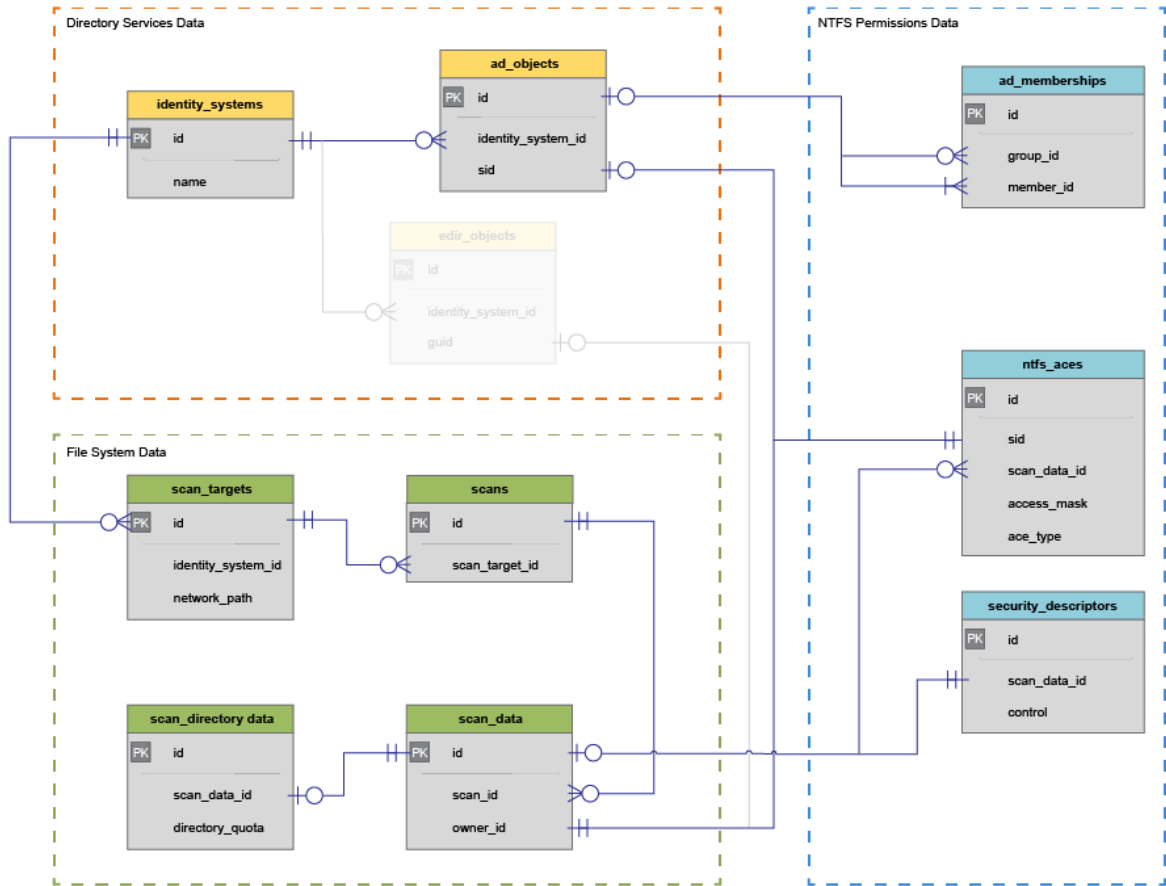 Directory Services Data
identity_systems
PK id
name
ad_objects
PK id
identity_system_id
sid
edir_objects
PK id
identity_system_id
guid
File System Data
scan_targets
PK id
identity_system_id
network_path
scans
PK id
scan_target_id
scan_directory data
PK id
scan_data_id
directory_quota
scan_data
PK id
scan_id
owner_id
NTFS Permissions Data
ad_memberships
PK id
group_id
member_id
ntfs_aces
PK id
sid
scan_data_id
access_mask
ace_type
security_descriptors
PK id
scan_data_id
control